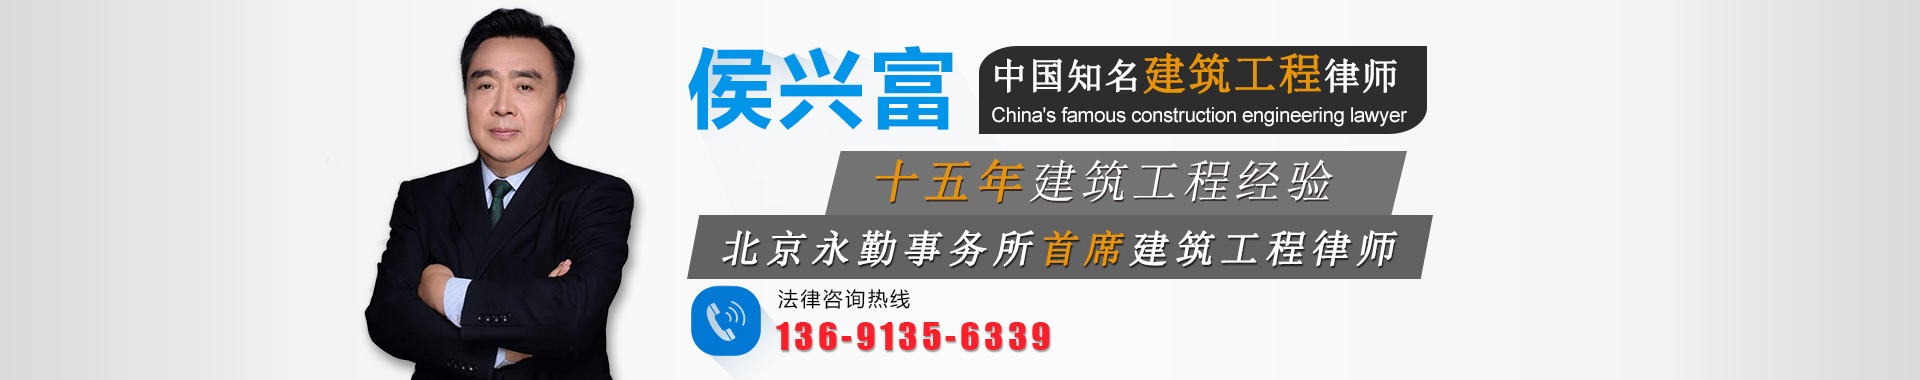 侯兴富
中国知名建筑工程律师
China's famous construction engineering lawyer
十五年建筑工程经验
北京永勤事务所首席建筑工程律师
法律咨询热线
136-9135-6339